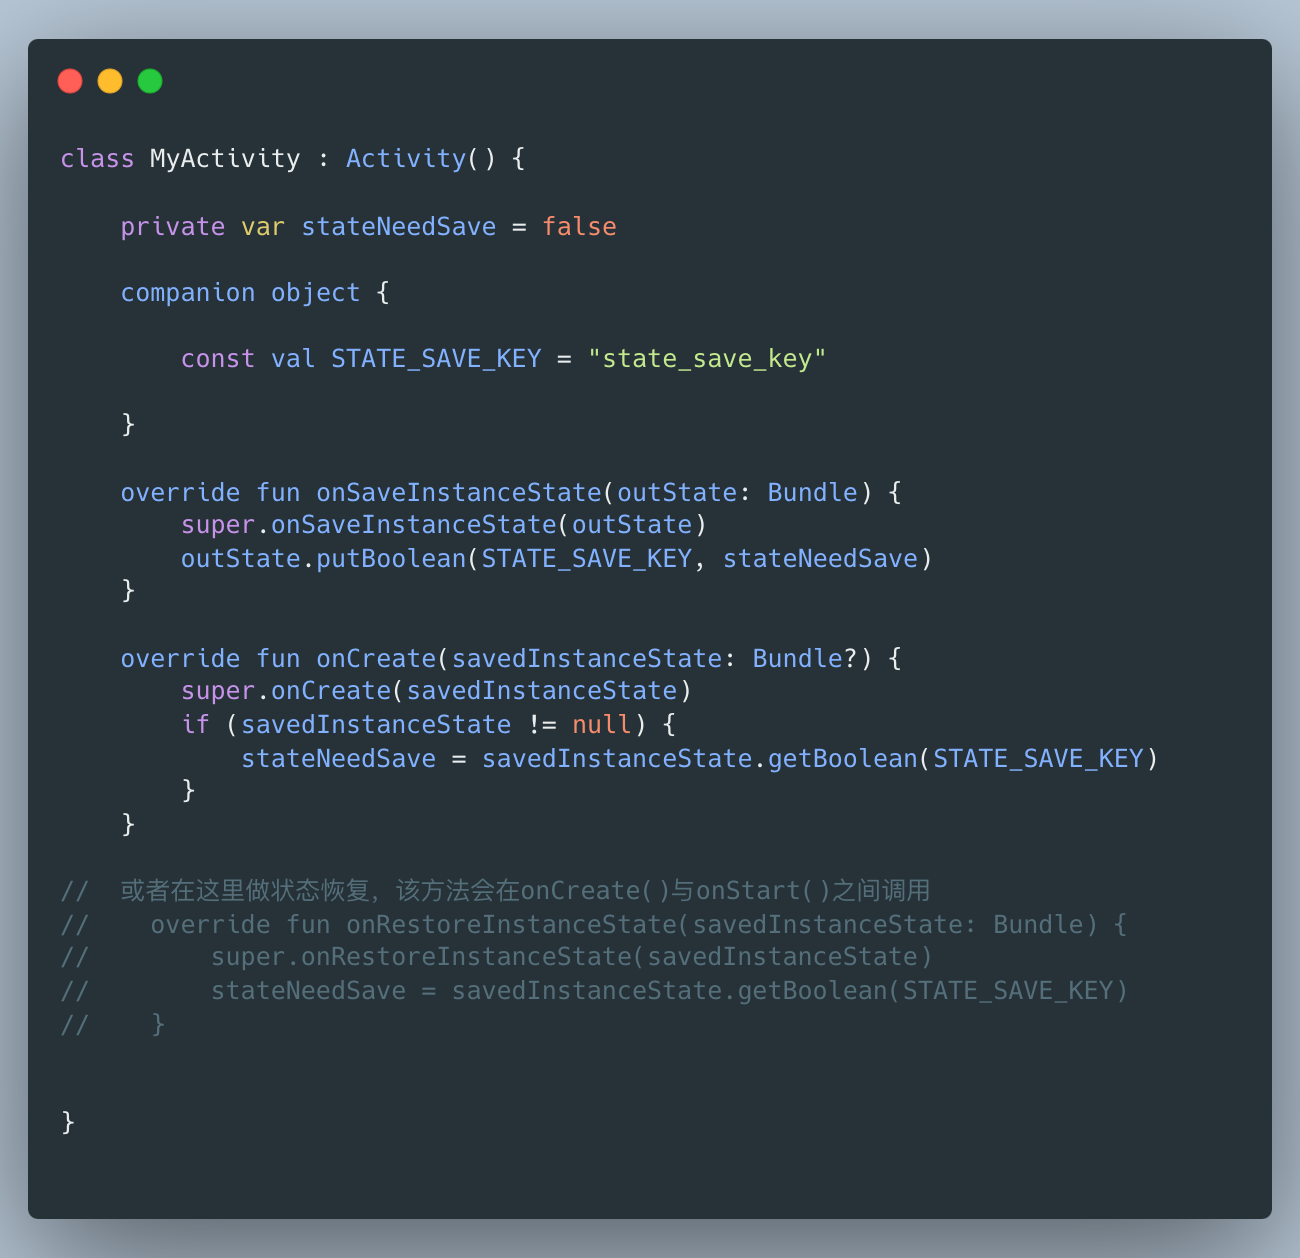 class MyActivity : Activity() {
private var stateNeedSave = false
companion object {
const val STATE_SAVE_KEY = "state_save_key"
}
override fun onSaveInstanceState(outState: Bundle) {
super.onSaveInstanceState(outState)
outState.putBoolean(STATE_SAVE_KEY, stateNeedSave)
}
override fun onCreate(savedInstanceState: Bundle?) {
super.onCreate(savedInstanceState)
if (savedInstanceState != null) {
stateNeedSave = savedInstanceState.getBoolean(STATE_SAVE_KEY)
}
}
//  或者在这里做状态恢复，该方法会在onCreate()与onStart()之间调用
//    override fun onRestoreInstanceState(savedInstanceState: Bundle) {
//        super.onRestoreInstanceState(savedInstanceState)
//        stateNeedSave = savedInstanceState.getBoolean(STATE_SAVE_KEY)
//    }
}